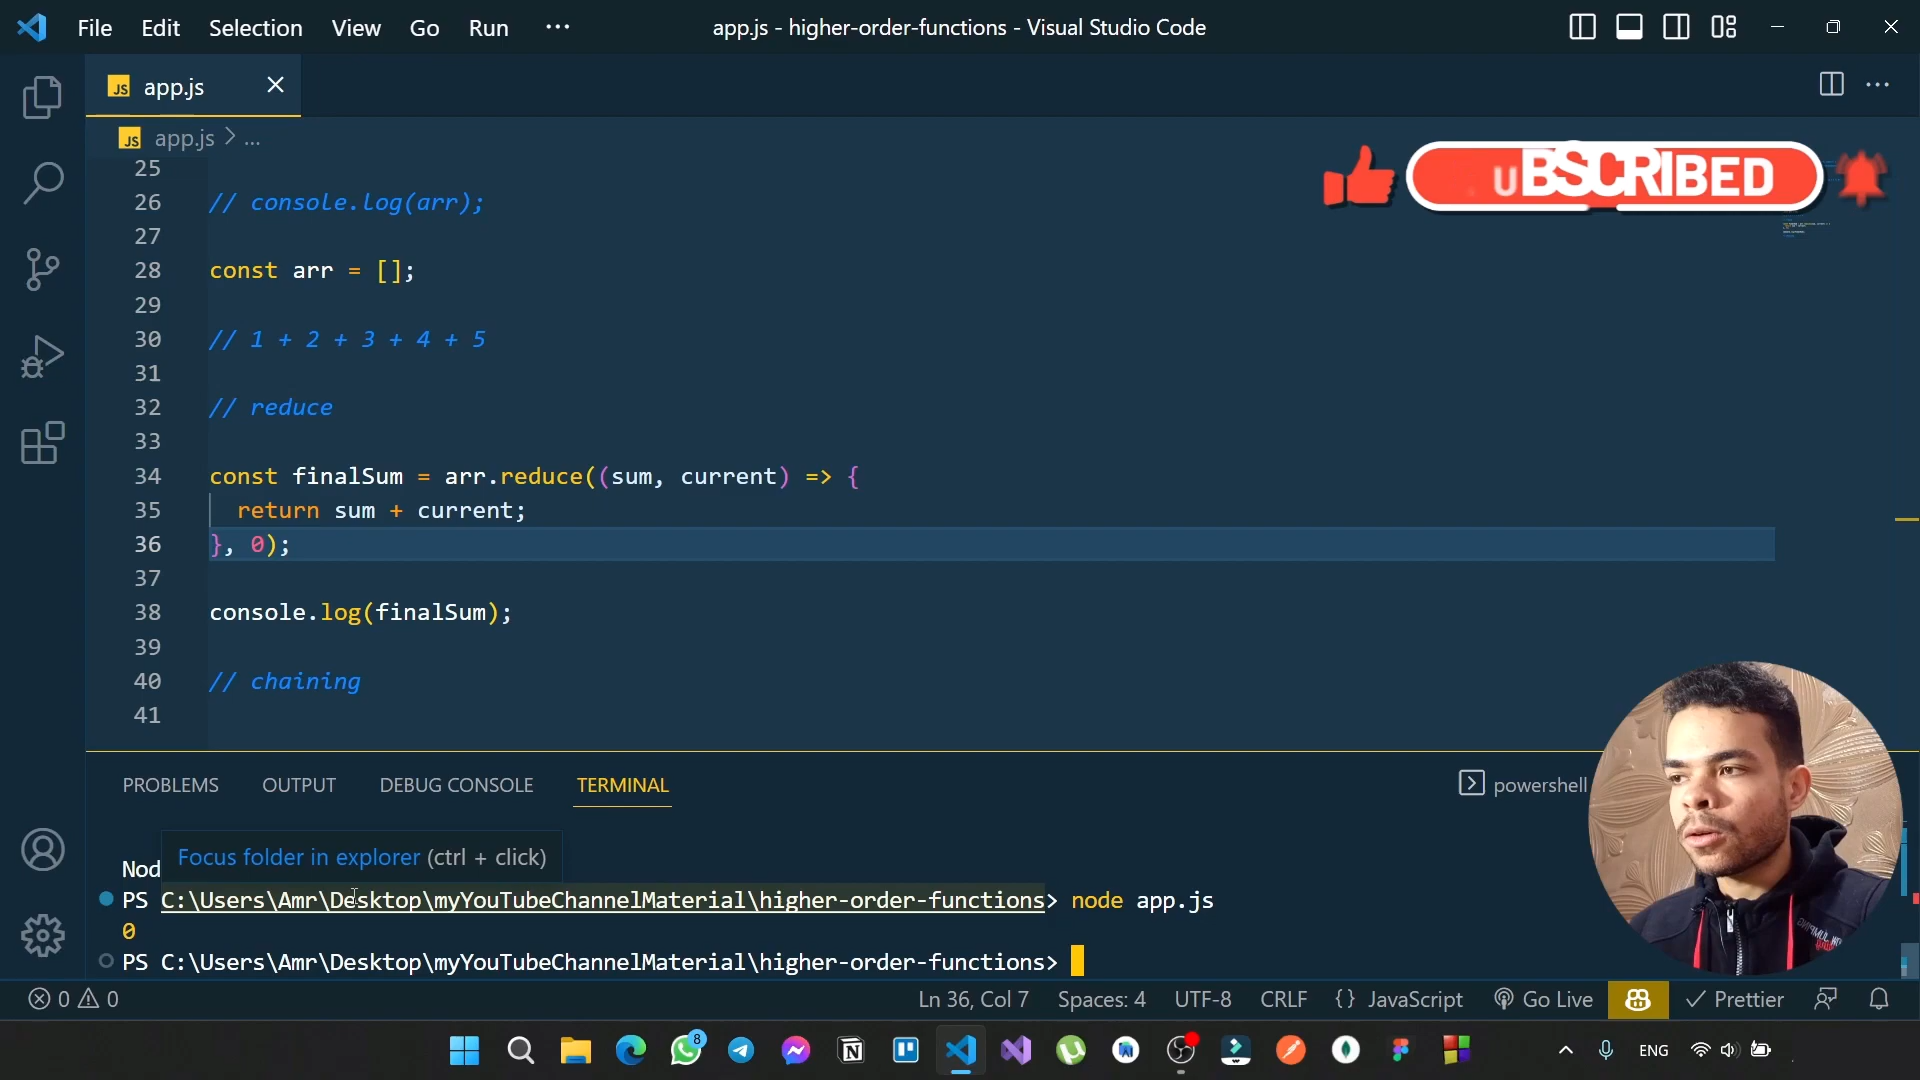 File Edit Selection View Go Run ...
app.js - higher-order-functions - Visual Studio Code
JS app.js
JS app.js > ...
25
26 // console.log(arr);
27
28 const arr = [];
29
30 // 1 + 2 + 3 + 4 + 5
31
32 // reduce
33
34 const finalSum = arr.reduce((sum, current) => {
35 return sum + current;
36 }, 0);
37
38 console.log(finalSum);
39
40 // chaining
41
UBSCRIBED
PROBLEMS OUTPUT DEBUG CONSOLE TERMINAL
powershell
Focus folder in explorer (ctrl + click)
Nod
PS C:\Users\Amr\Desktop\myYouTubeChannelMaterial\higher-order-functions> node app.js
0
PS C:\Users\Amr\Desktop\myYouTubeChannelMaterial\higher-order-functions>
0 0 Ln 36, Col 7 Spaces: 4 UTF-8 CRLF {} JavaScript Go Live Prettier
8 ENG